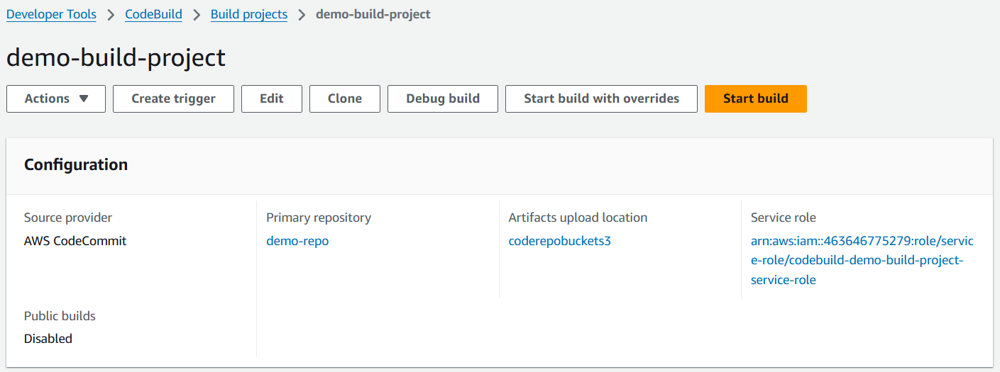 Developer Tools > CodeBuild > Build projects > demo-build-project
demo-build-project
Actions ▼ Create trigger Edit Clone Debug build Start build with overrides Start build
Configuration
Source provider Primary repository Artifacts upload location Service role
AWS CodeCommit demo-repo coderepobuckets3 arn:aws:iam::463646775279:role/servic
e-role/codebuild-demo-build-project-
service-role
Public builds
Disabled